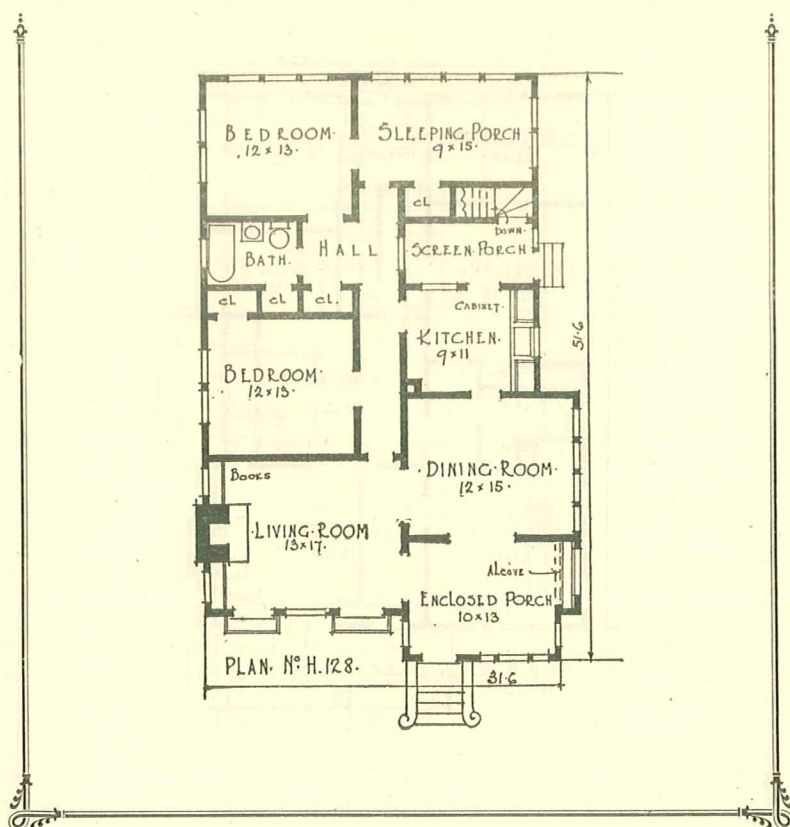 BEDROOM.
.12 x 13.
SLEEPING PORCH
9 x 15.
CL
DOWN.
BATH.
HALL
SCREEN PORCH
CL
CL
CL.
CABINET.
KITCHEN.
9 x 11
51.6
BEDROOM.
12 x 13.
BOOKS
.DINING ROOM.
12 x 15.
.LIVING.ROOM
13 x 17.
ALCOVE
ENCLOSED PORCH
10 x 13
PLAN. No. H.128.
31.6